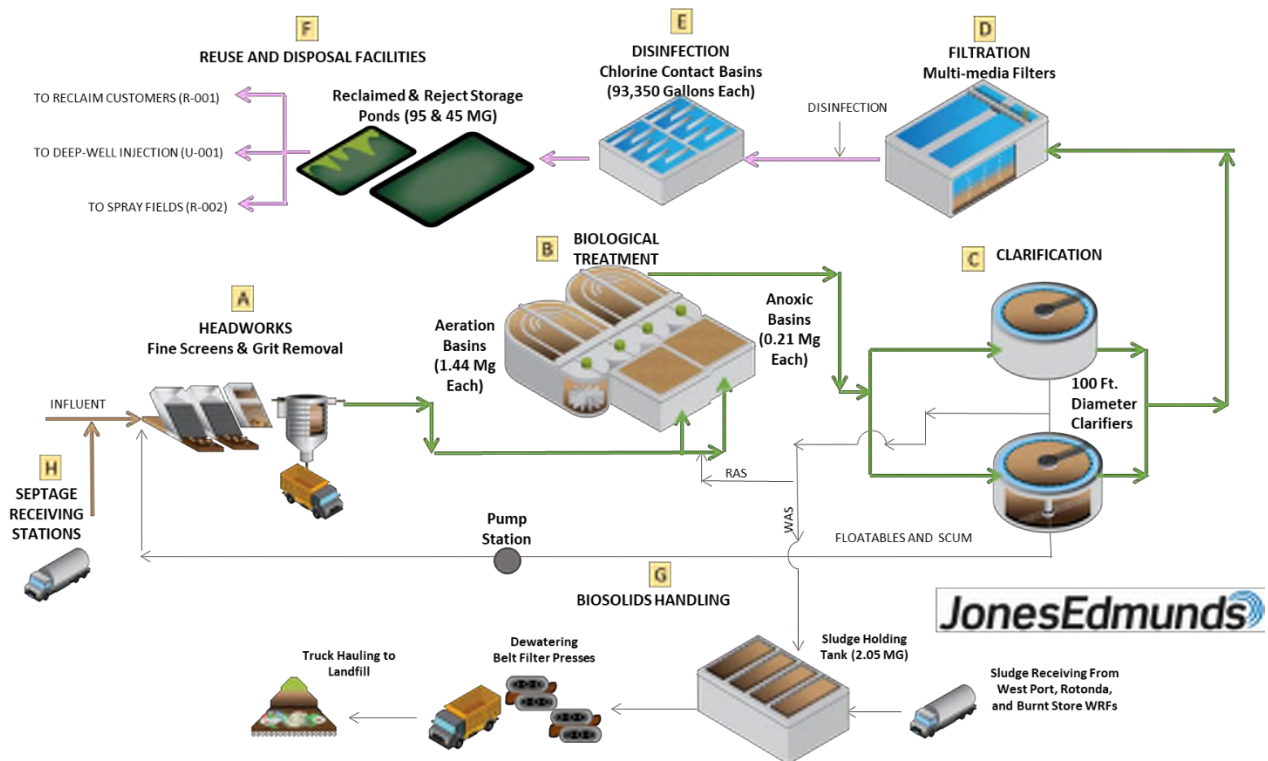 F
REUSE AND DISPOSAL FACILITIES
TO RECLAIM CUSTOMERS (R-001)
TO DEEP-WELL INJECTION (U-001)
TO SPRAY FIELDS (R-002)
Reclaimed & Reject Storage
Ponds (95 & 45 MG)
E
DISINFECTION
Chlorine Contact Basins
(93,350 Gallons Each)
DISINFECTION
D
FILTRATION
Multi-media Filters
A
HEADWORKS
Fine Screens & Grit Removal
INFLUENT
H
SEPTAGE
RECEIVING
STATIONS
B
BIOLOGICAL
TREATMENT
Aeration
Basins
(1.44 Mg
Each)
Anoxic
Basins
(0.21 Mg
Each)
C
CLARIFICATION
100 Ft.
Diameter
Clarifiers
RAS
WAS
Pump
Station
FLOATABLES AND SCUM
G
BIOSOLIDS HANDLING
Truck Hauling to
Landfill
Dewatering
Belt Filter Presses
Sludge Holding
Tank (2.05 MG)
JonesEdmunds
Sludge Receiving From
West Port, Rotonda,
and Burnt Store WRFs